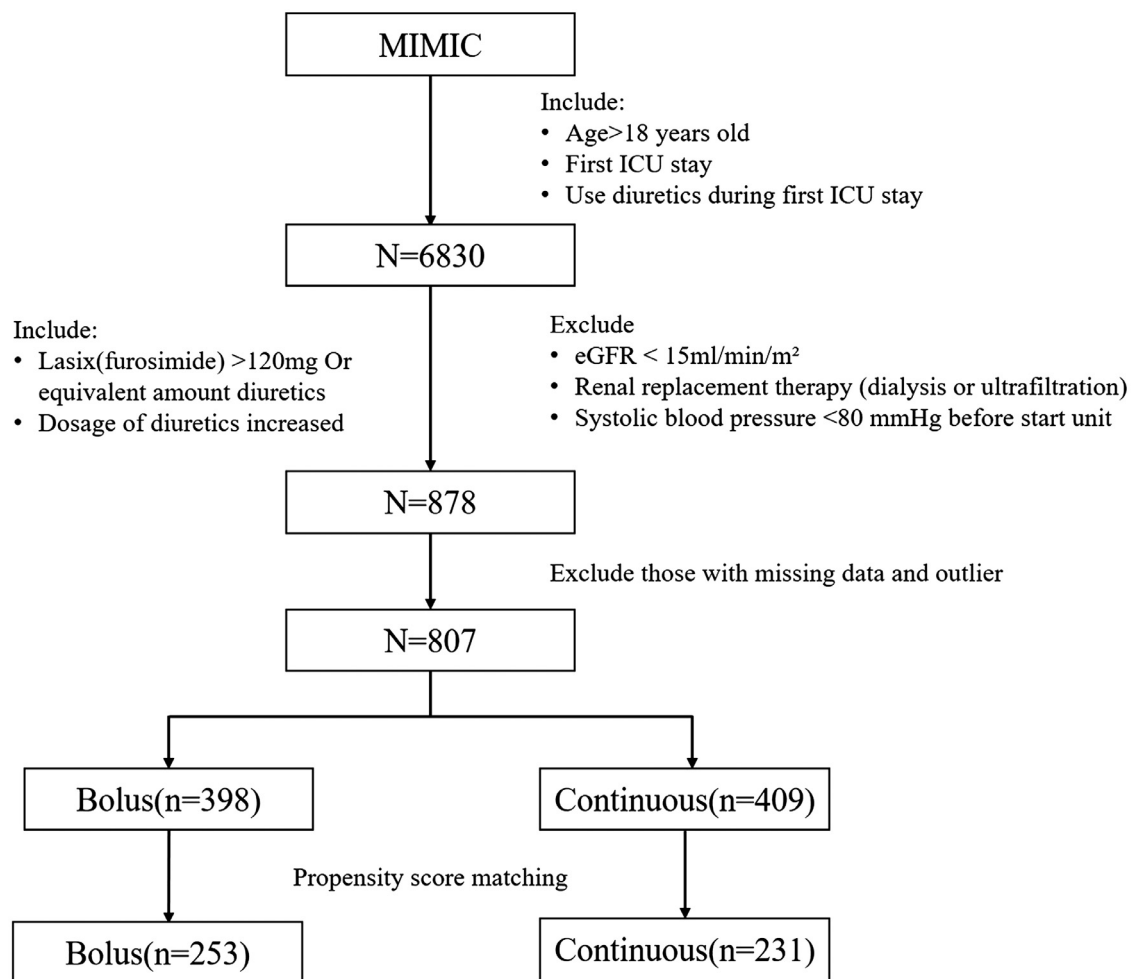 MIMIC
Include:
• Age>18 years old
• First ICU stay
• Use diuretics during first ICU stay
N=6830
Include:
• Lasix(furosimide) >120mg Or
equivalent amount diuretics
• Dosage of diuretics increased
Exclude
• eGFR < 15ml/min/m²
• Renal replacement therapy (dialysis or ultrafiltration)
• Systolic blood pressure <80 mmHg before start unit
N=878
Exclude those with missing data and outlier
N=807
Bolus(n=398)
Continuous(n=409)
Propensity score matching
Bolus(n=253)
Continuous(n=231)